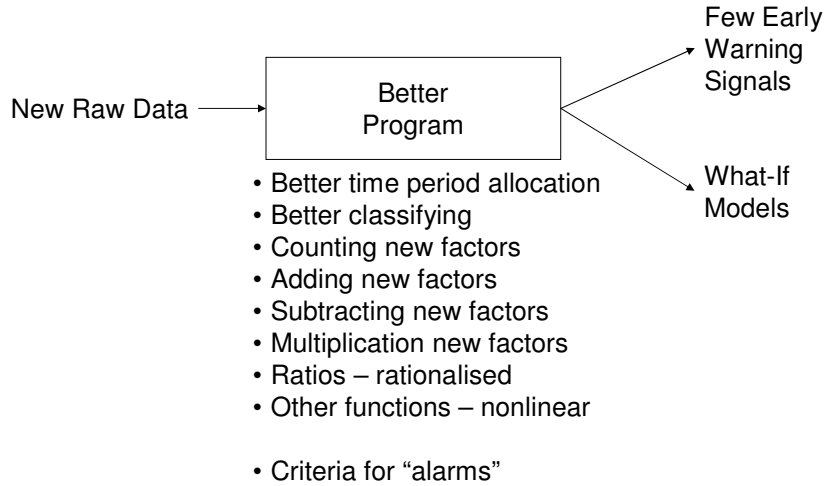 Few Early
Warning
Signals
New Raw Data
Better
Program
What-If
Models
• Better time period allocation
• Better classifying
• Counting new factors
• Adding new factors
• Subtracting new factors
• Multiplication new factors
• Ratios – rationalised
• Other functions – nonlinear
• Criteria for “alarms”